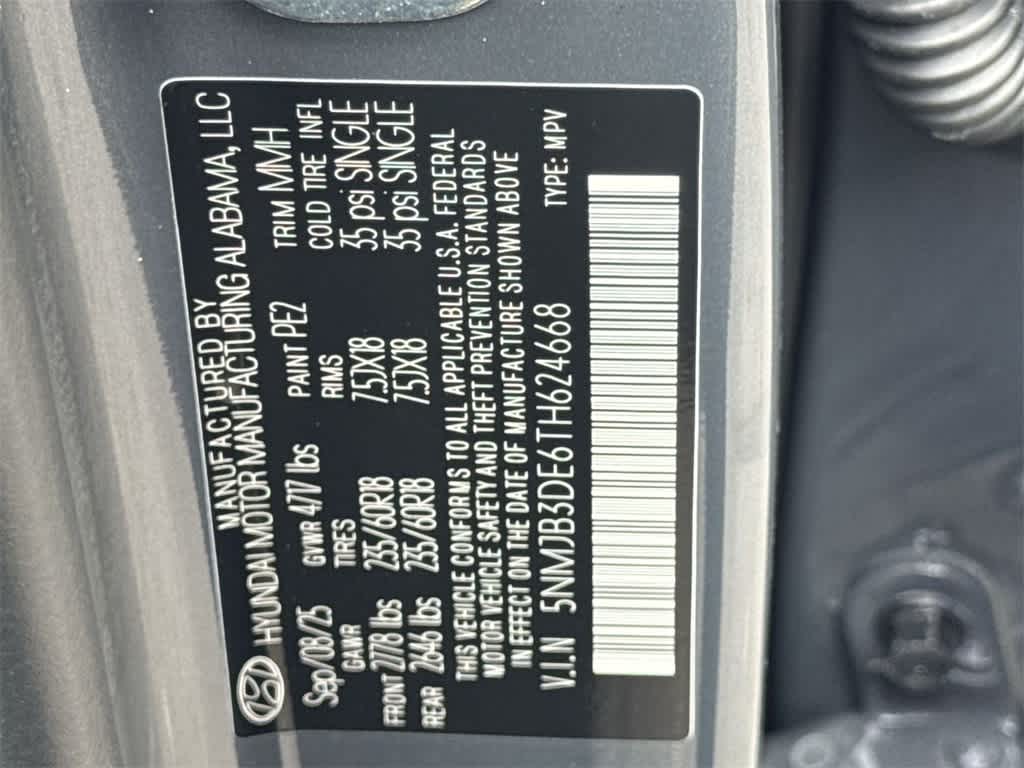 MANUFACTURED BY
HYUNDAI MOTOR MANUFACTURING ALABAMA, LLC
Sep/08/25 GVWR 4717 lbs PAINT PE2 TRIM MMH
GAWR TIRES RIMS COLD TIRE INFL
FRONT 2778 lbs 235/60R18 7.5JX18 35 psi SINGLE
REAR 2646 lbs 235/60R18 7.5JX18 35 psi SINGLE
THIS VEHICLE CONFORMS TO ALL APPLICABLE U.S.A. FEDERAL
MOTOR VEHICLE SAFETY AND THEFT PREVENTION STANDARDS
IN EFFECT ON THE DATE OF MANUFACTURE SHOWN ABOVE
V.I.N 5NMJB3DE6TH624668 TYPE: MPV